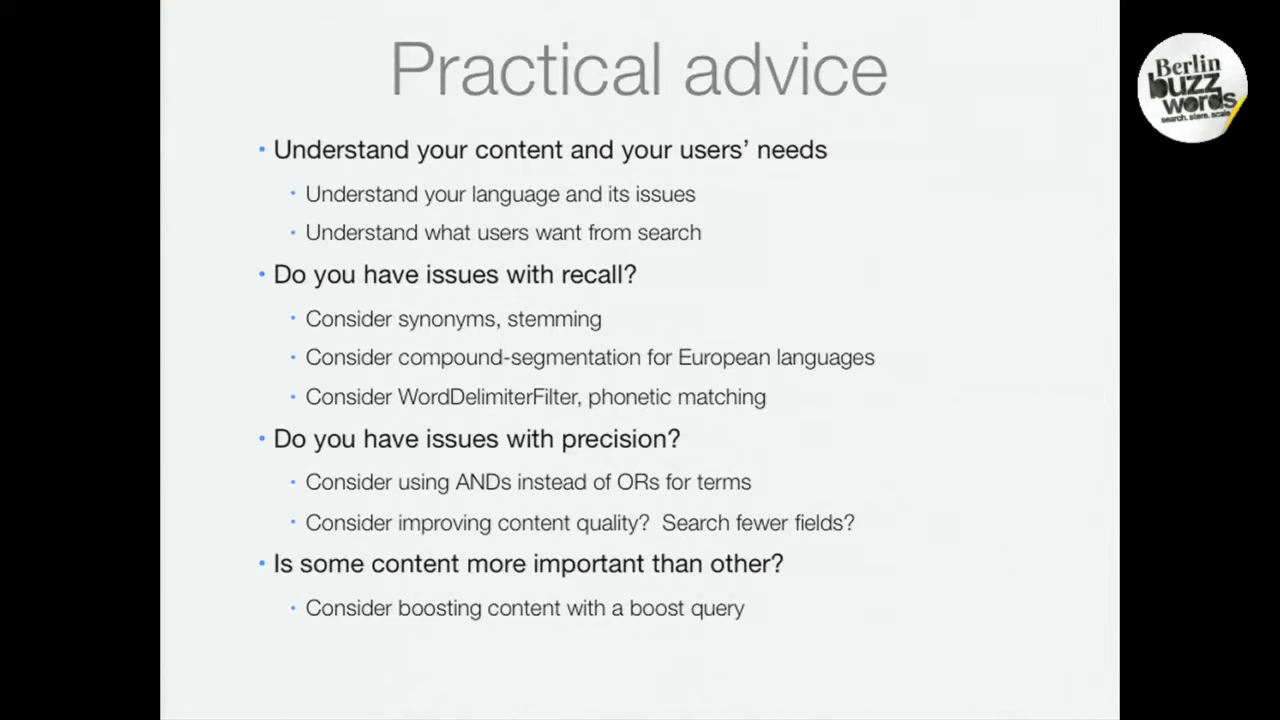 Practical advice
Berlin
buzz
words
search. store. scale
• Understand your content and your users’ needs
• Understand your language and its issues
• Understand what users want from search
• Do you have issues with recall?
• Consider synonyms, stemming
• Consider compound-segmentation for European languages
• Consider WordDelimiterFilter, phonetic matching
• Do you have issues with precision?
• Consider using ANDs instead of ORs for terms
• Consider improving content quality?  Search fewer fields?
• Is some content more important than other?
• Consider boosting content with a boost query